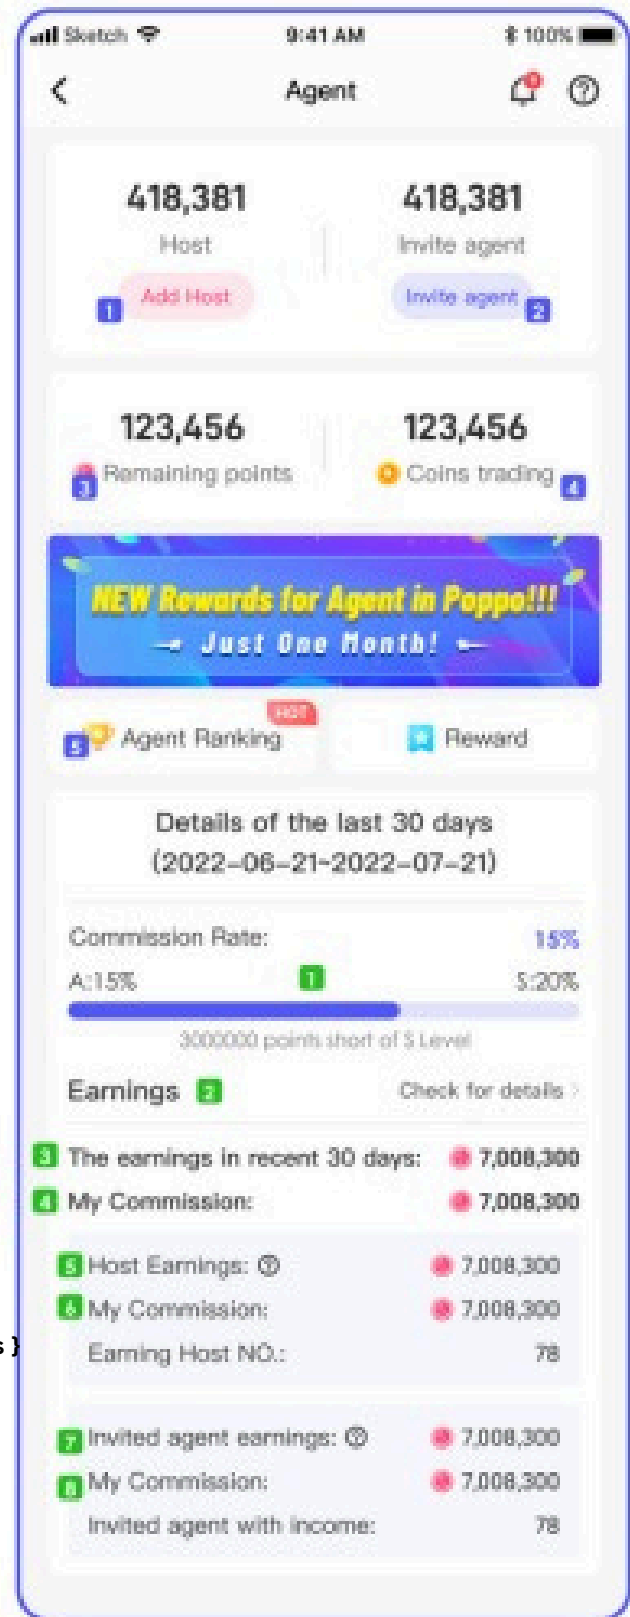 Sketch 9:41 AM 100%
Agent
418,381 418,381
Host Invite agent
1 Add Host Invite agent 2
123,456 123,456
3 Remaining points Coins trading 4
NEW Rewards for Agent in Poppo!!!
Just One Month!
HOT
5 Agent Ranking Reward
Details of the last 30 days
(2022-06-21~2022-07-21)
Commission Rate: 15%
A:15% 1 S:20%
3000000 points short of S Level
Earnings 2 Check for details >
3 The earnings in recent 30 days: 7,008,300
4 My Commission: 7,008,300
5 Host Earnings: 7,008,300
6 My Commission: 7,008,300
s }
Earning Host NO.: 78
7 Invited agent earnings: 7,008,300
8 My Commission: 7,008,300
Invited agent with income: 78